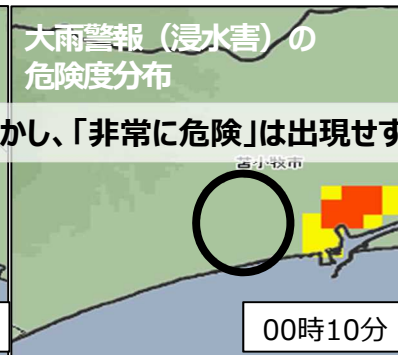 大雨警報（浸水害）の
危険度分布
かし、「非常に危険」は出現せず
苫小牧市
00時10分